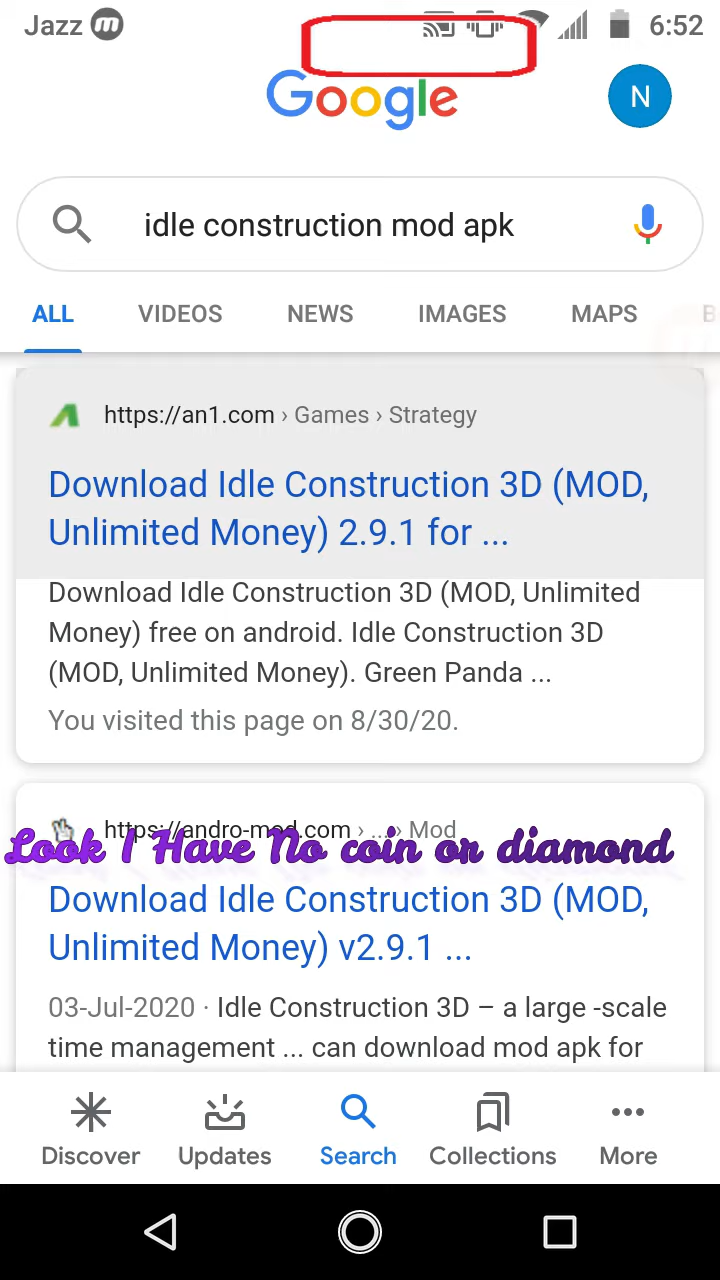 Jazz m 6:52
Google
N
idle construction mod apk
ALL VIDEOS NEWS IMAGES MAPS B
https://an1.com › Games › Strategy
Download Idle Construction 3D (MOD,
Unlimited Money) 2.9.1 for ...
Download Idle Construction 3D (MOD, Unlimited
Money) free on android. Idle Construction 3D
(MOD, Unlimited Money). Green Panda ...
You visited this page on 8/30/20.
https://andro-mod.com › ... › Mod
Look I Have No coin or diamond
Download Idle Construction 3D (MOD,
Unlimited Money) v2.9.1 ...
03-Jul-2020 · Idle Construction 3D – a large -scale
time management ... can download mod apk for
Discover Updates Search Collections More